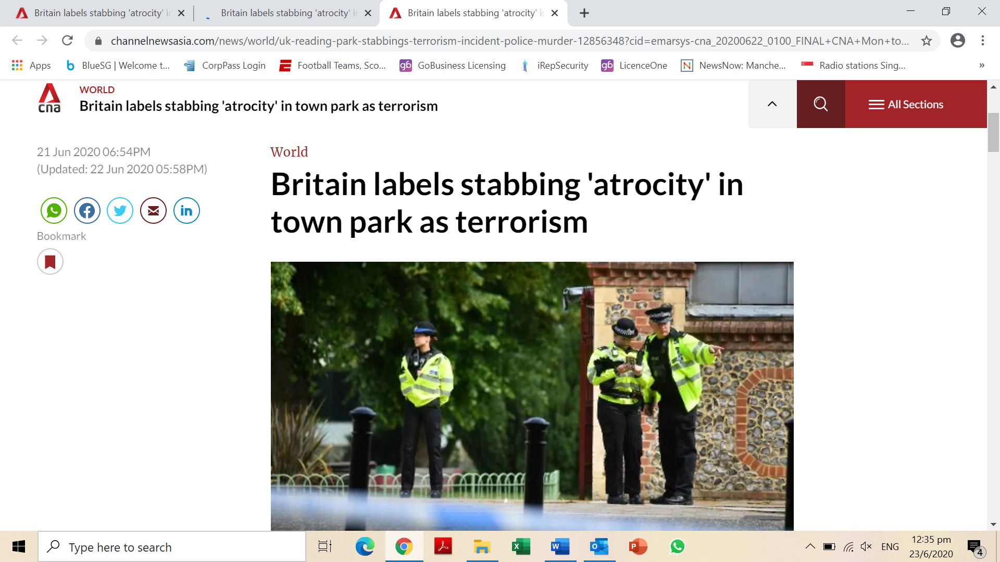 Britain labels stabbing 'atrocity' i
Britain labels stabbing 'atrocity' i
Britain labels stabbing 'atrocity' i
channelnewsasia.com/news/world/uk-reading-park-stabbings-terrorism-incident-police-murder-12856348?cid=emarsys-cna_20200622_0100_FINAL+CNA+Mon+to...
Apps
BlueSG | Welcome t...
CorpPass Login
Football Teams, Sco...
gb GoBusiness Licensing
iRepSecurity
gb LicenceOne
N NewsNow: Manche...
Radio stations Sing...
»
cna
WORLD
Britain labels stabbing 'atrocity' in town park as terrorism
All Sections
21 Jun 2020 06:54PM
(Updated: 22 Jun 2020 05:58PM)
in
Bookmark
World
Britain labels stabbing 'atrocity' in
town park as terrorism
Type here to search
X
W
O
P
ENG
12:35 pm
23/6/2020
4